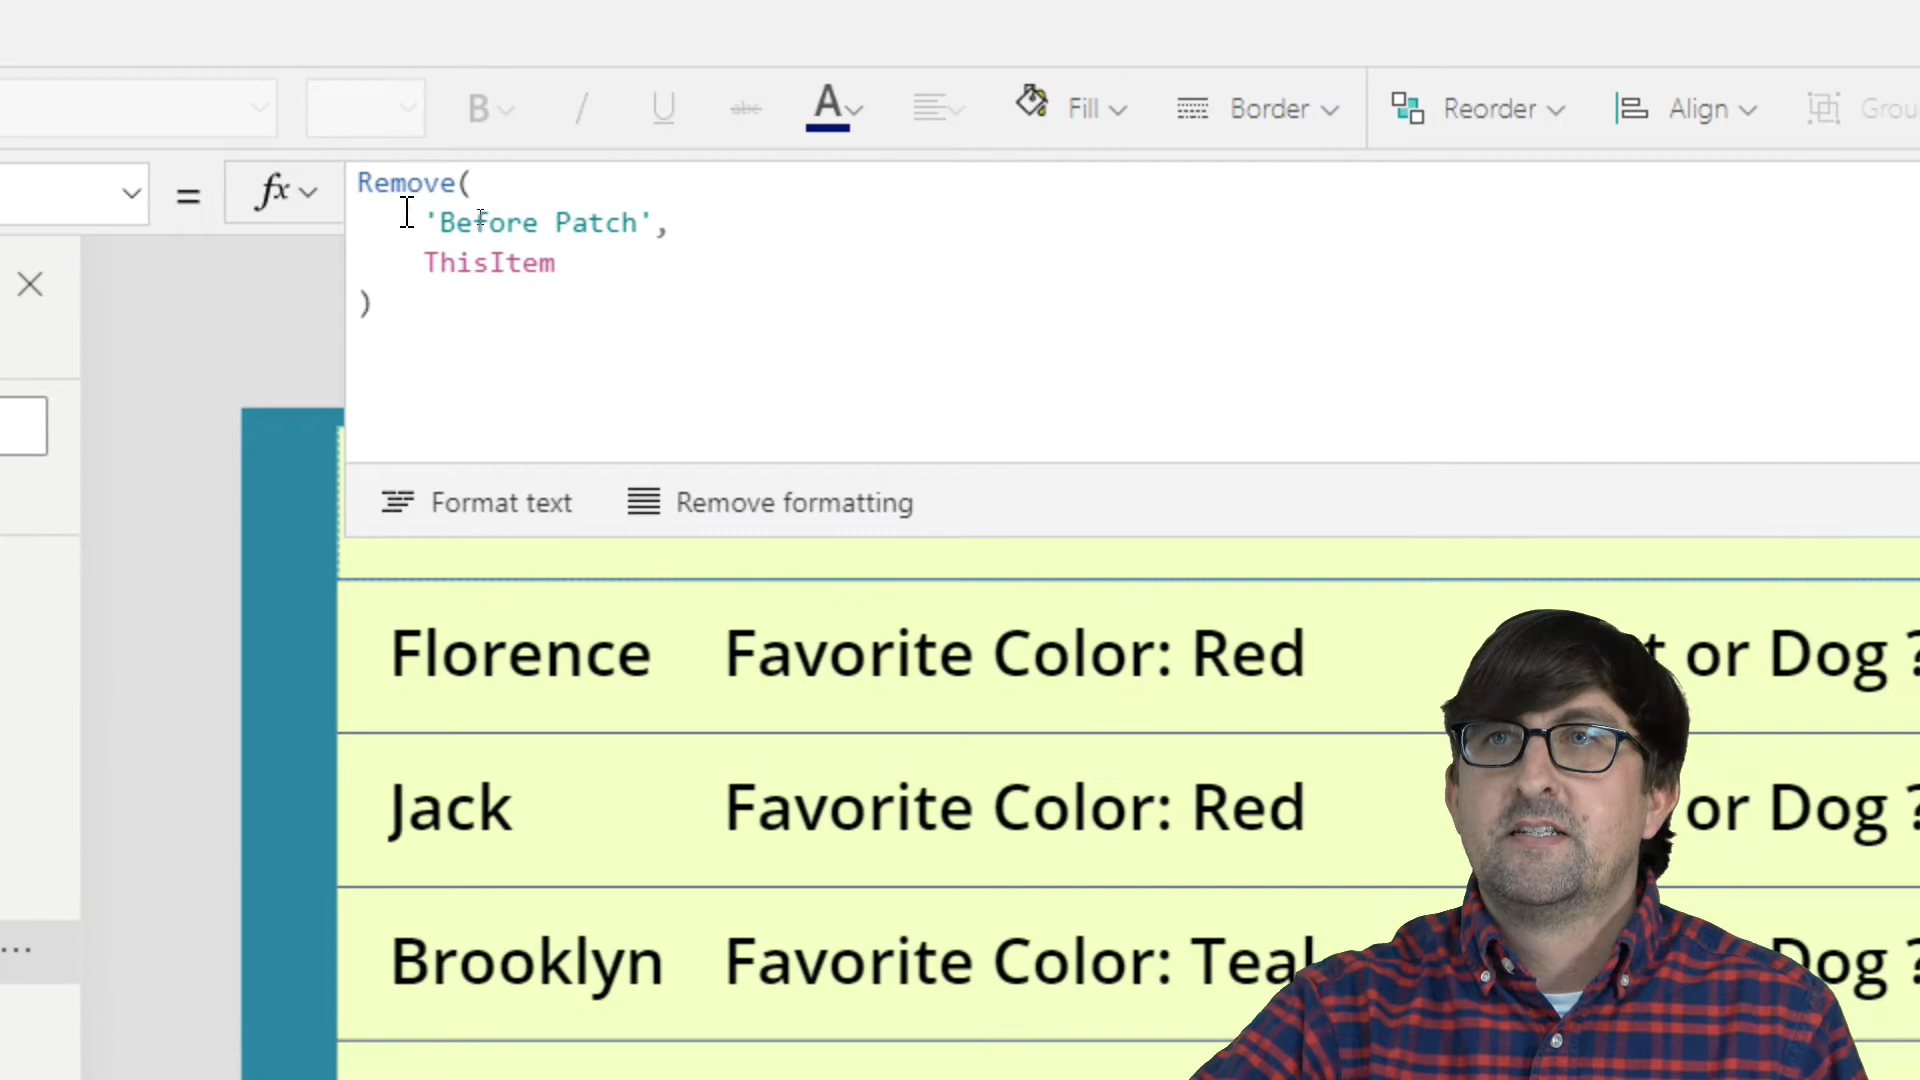 B / U abc A Fill Border Reorder Align
= fx
Remove(
'Before Patch',
ThisItem
)
Format text Remove formatting
Florence Favorite Color: Red or Dog ?
Jack Favorite Color: Red or Dog ?
Brooklyn Favorite Color: Teal Dog ?
...